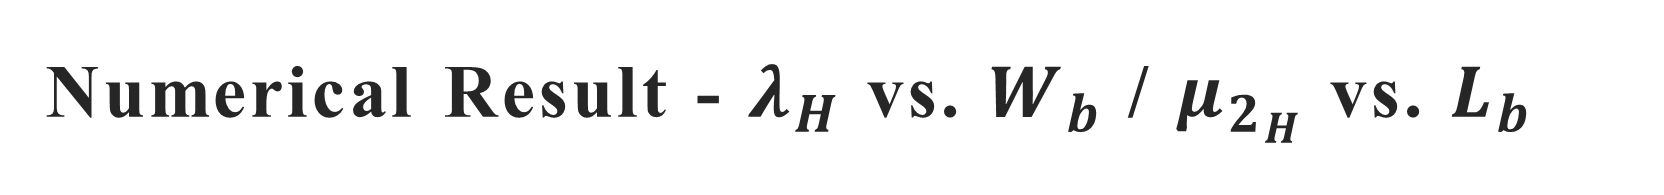 Numerical Result - λ_H vs. W_b / μ_{2_H} vs. L_b